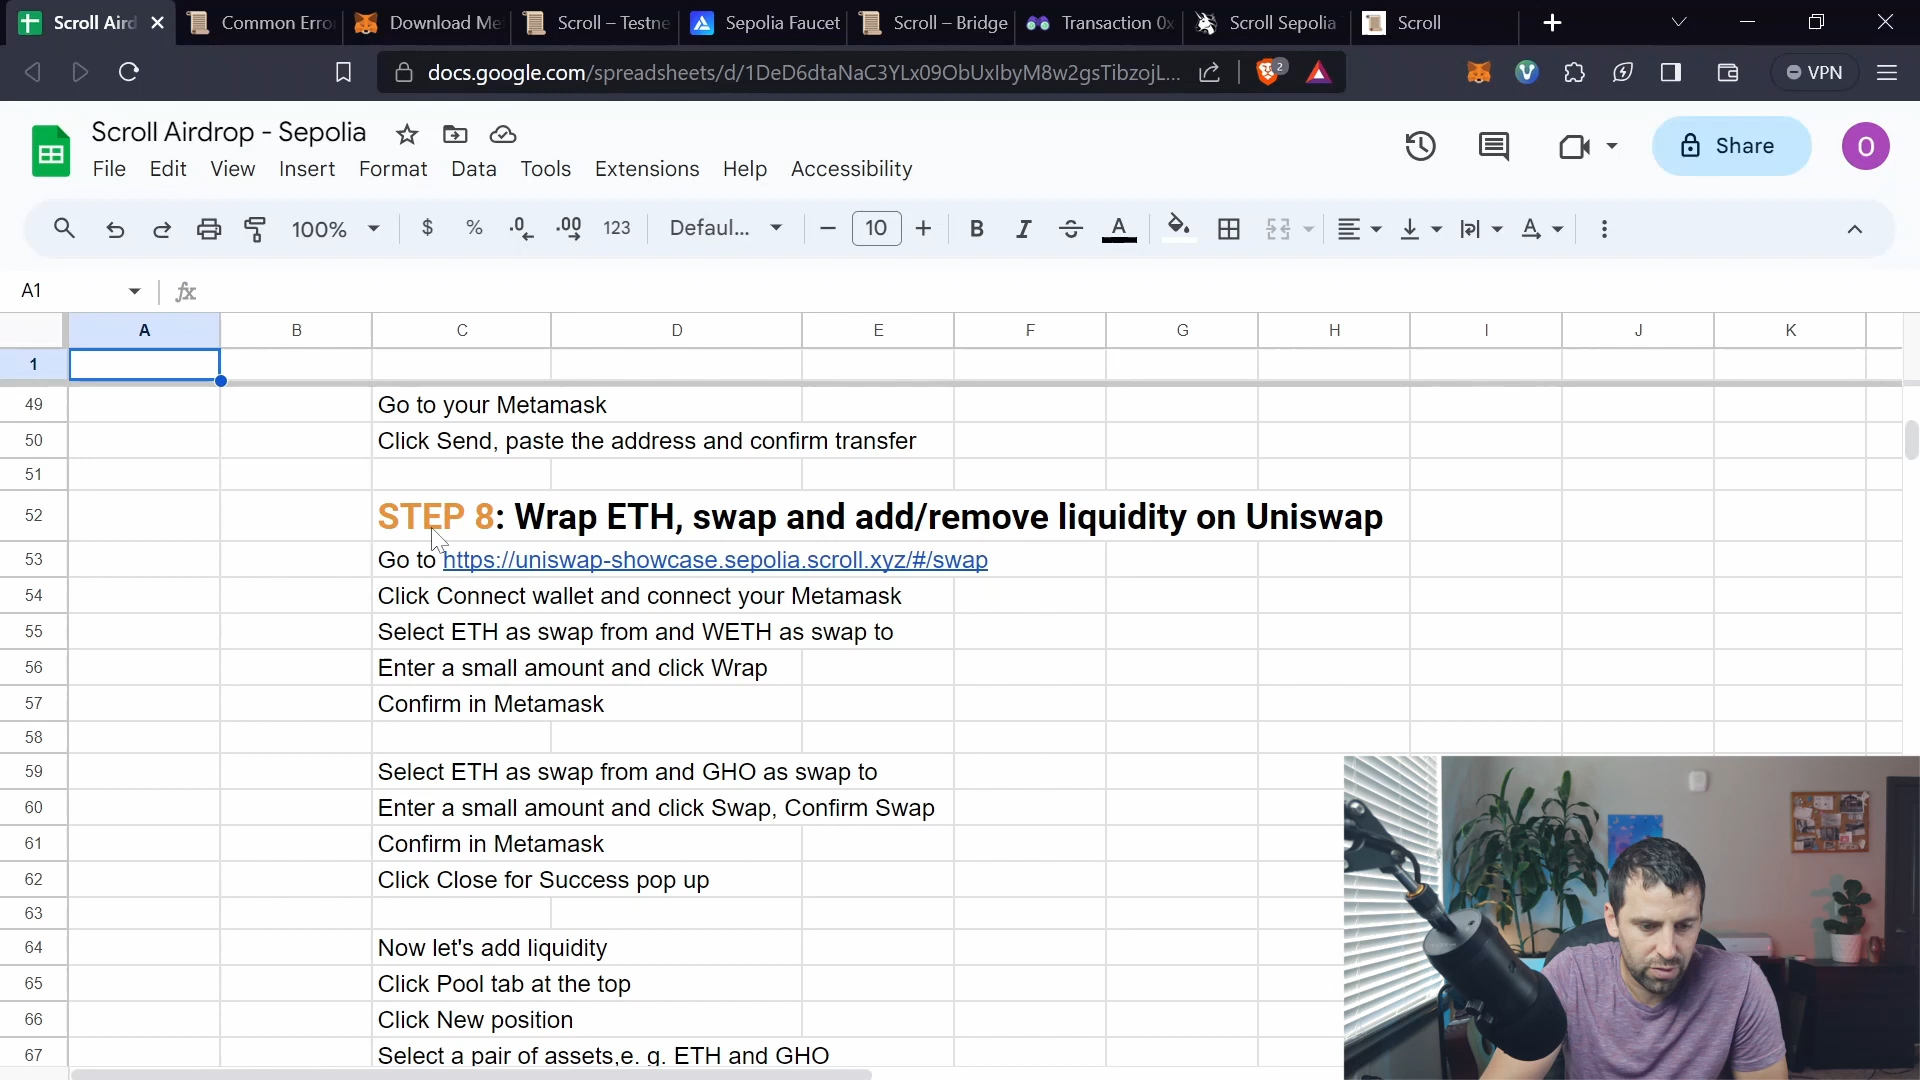 Scroll Aird
Common Erro
Download Me
Scroll – Testne
Sepolia Faucet
Scroll – Bridge
Transaction 0x
Scroll Sepolia
Scroll
docs.google.com/spreadsheets/d/1DeD6dtaNaC3YLx09ObUxIbyM8w2gsTibzojL...
2
VPN
Scroll Airdrop - Sepolia
File Edit View Insert Format Data Tools Extensions Help Accessibility
Share
O
100%
$ % .0 .00 123
Defaul...
10
B I A
A1
fx
A B C D E F G H I J K
1
49 Go to your Metamask
50 Click Send, paste the address and confirm transfer
51
52 STEP 8: Wrap ETH, swap and add/remove liquidity on Uniswap
53 Go to https://uniswap-showcase.sepolia.scroll.xyz/#/swap
54 Click Connect wallet and connect your Metamask
55 Select ETH as swap from and WETH as swap to
56 Enter a small amount and click Wrap
57 Confirm in Metamask
58
59 Select ETH as swap from and GHO as swap to
60 Enter a small amount and click Swap, Confirm Swap
61 Confirm in Metamask
62 Click Close for Success pop up
63
64 Now let's add liquidity
65 Click Pool tab at the top
66 Click New position
67 Select a pair of assets,e. g. ETH and GHO